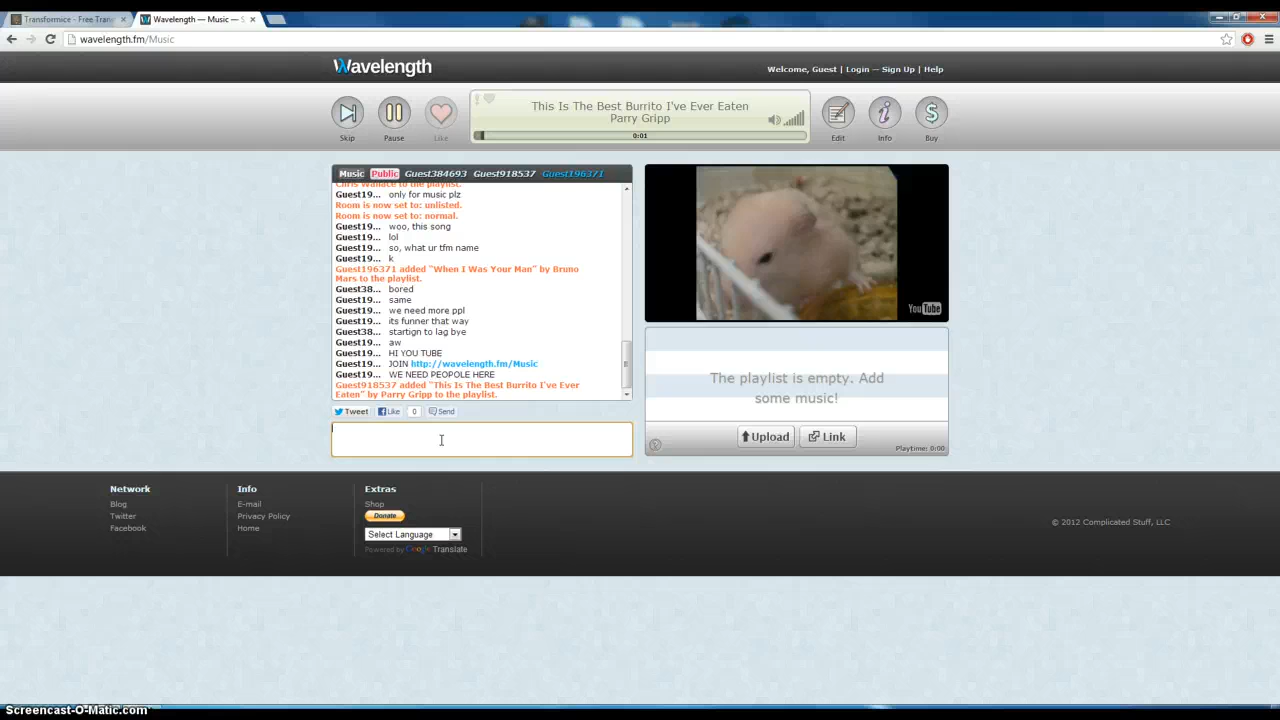 Transformice - Free Tran
Wavelength — Music — S
wavelength.fm/Music
Wavelength
Welcome, Guest | Login — Sign Up | Help
This Is The Best Burrito I've Ever Eaten
Parry Gripp
0:01
Skip
Pause
Like
Edit
Info
Buy
Music Public Guest384693 Guest918537 Guest196371
Chris Wallace to the playlist.
Guest19... only for music plz
Room is now set to: unlisted.
Room is now set to: normal.
Guest19... woo, this song
Guest19... lol
Guest19... so, what ur tfm name
Guest19... k
Guest196371 added "When I Was Your Man" by Bruno
Mars to the playlist.
Guest38... bored
Guest19... same
Guest19... we need more ppl
Guest19... its funner that way
Guest38... startign to lag bye
Guest19... aw
Guest19... HI YOU TUBE
Guest19... JOIN http://wavelength.fm/Music
Guest19... WE NEED PEOPOLE HERE
Guest918537 added "This Is The Best Burrito I've Ever
Eaten" by Parry Gripp to the playlist.
Tweet Like 0 Send
YouTube
The playlist is empty. Add
some music!
Upload Link
Playtime: 0:00
Network
Blog
Twitter
Facebook
Info
E-mail
Privacy Policy
Home
Extras
Shop
Donate
Select Language
Powered by Google Translate
© 2012 Complicated Stuff, LLC
Screencast-O-Matic.com